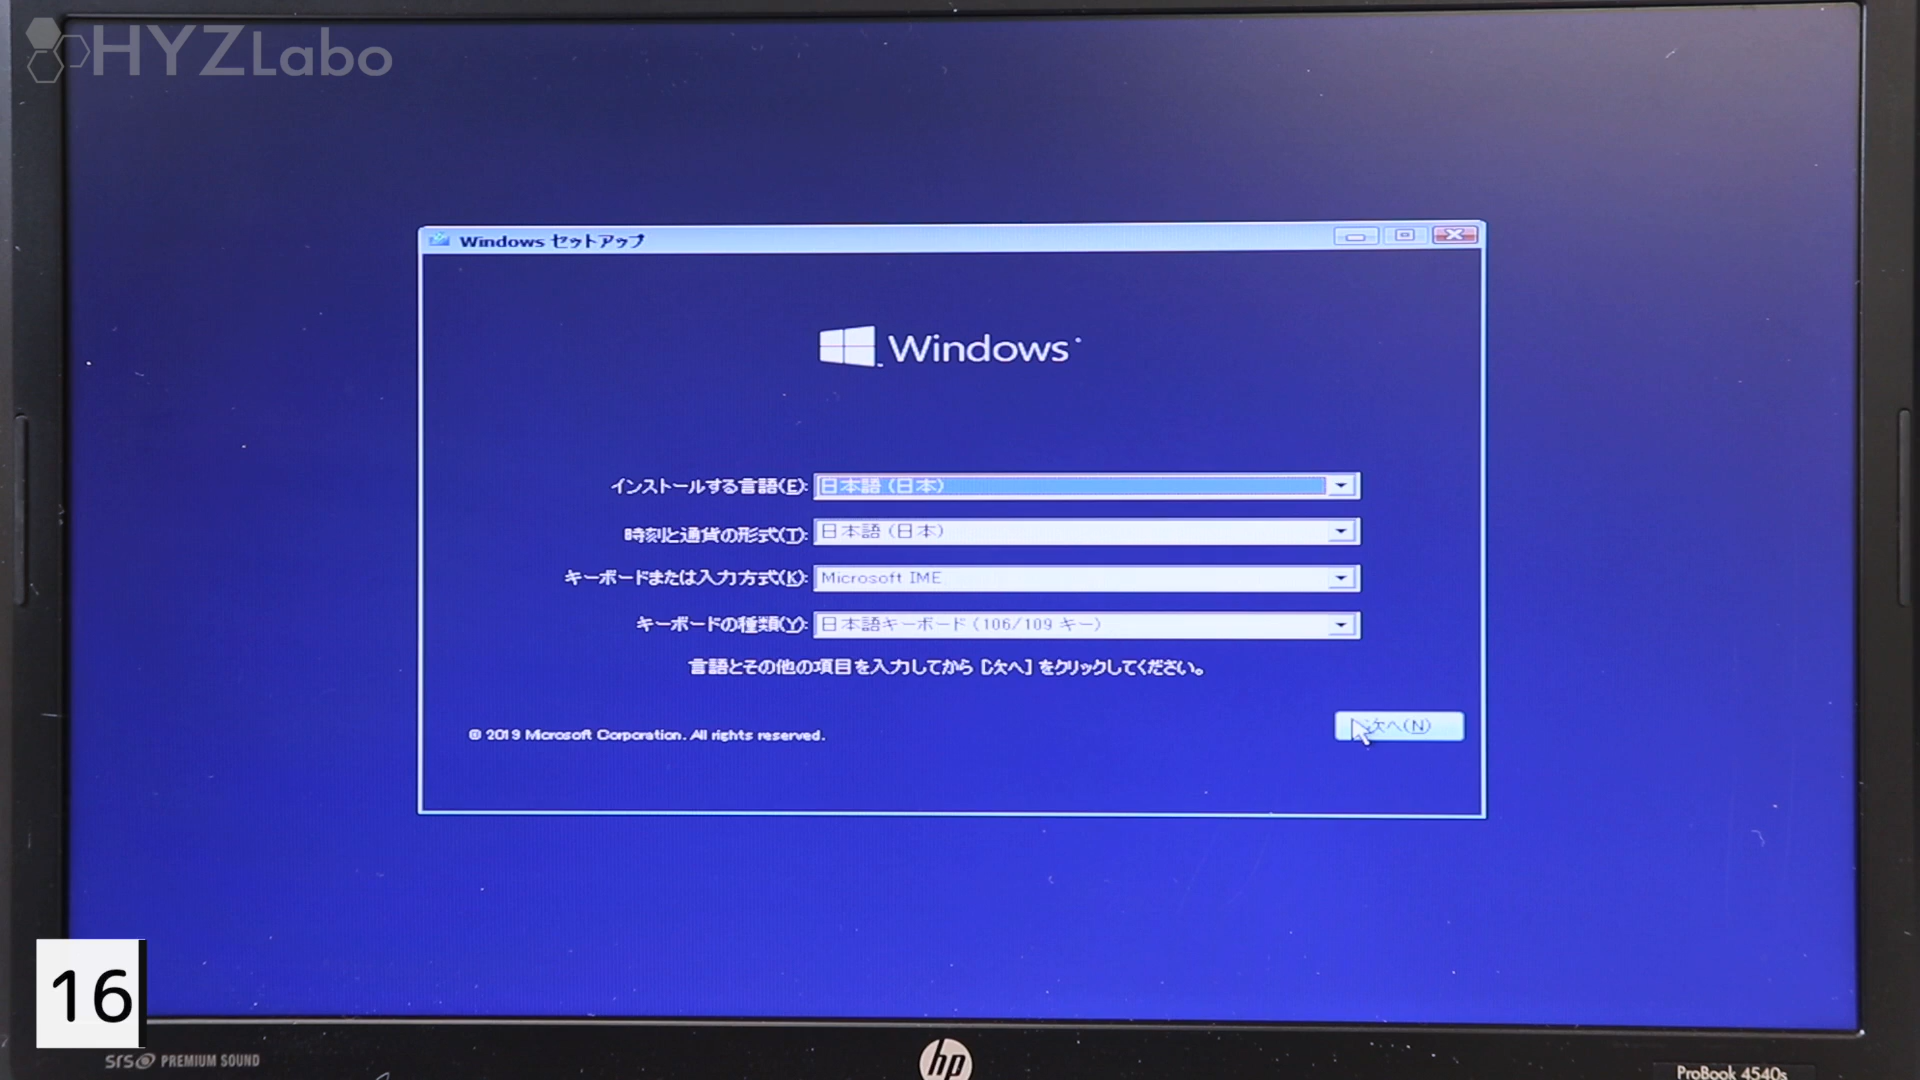 HYZLabo
Windows セットアップ
Windows
インストールする言語(E): 日本語 (日本)
時刻と通貨の形式(T): 日本語 (日本)
キーボードまたは入力方式(K): Microsoft IME
キーボードの種類(Y): 日本語キーボード (106/109 キー)
言語とその他の項目を入力してから [次へ] をクリックしてください。
© 2019 Microsoft Corporation. All rights reserved.
次へ(N)
16
SRS PREMIUM SOUND
hp
ProBook 4540s